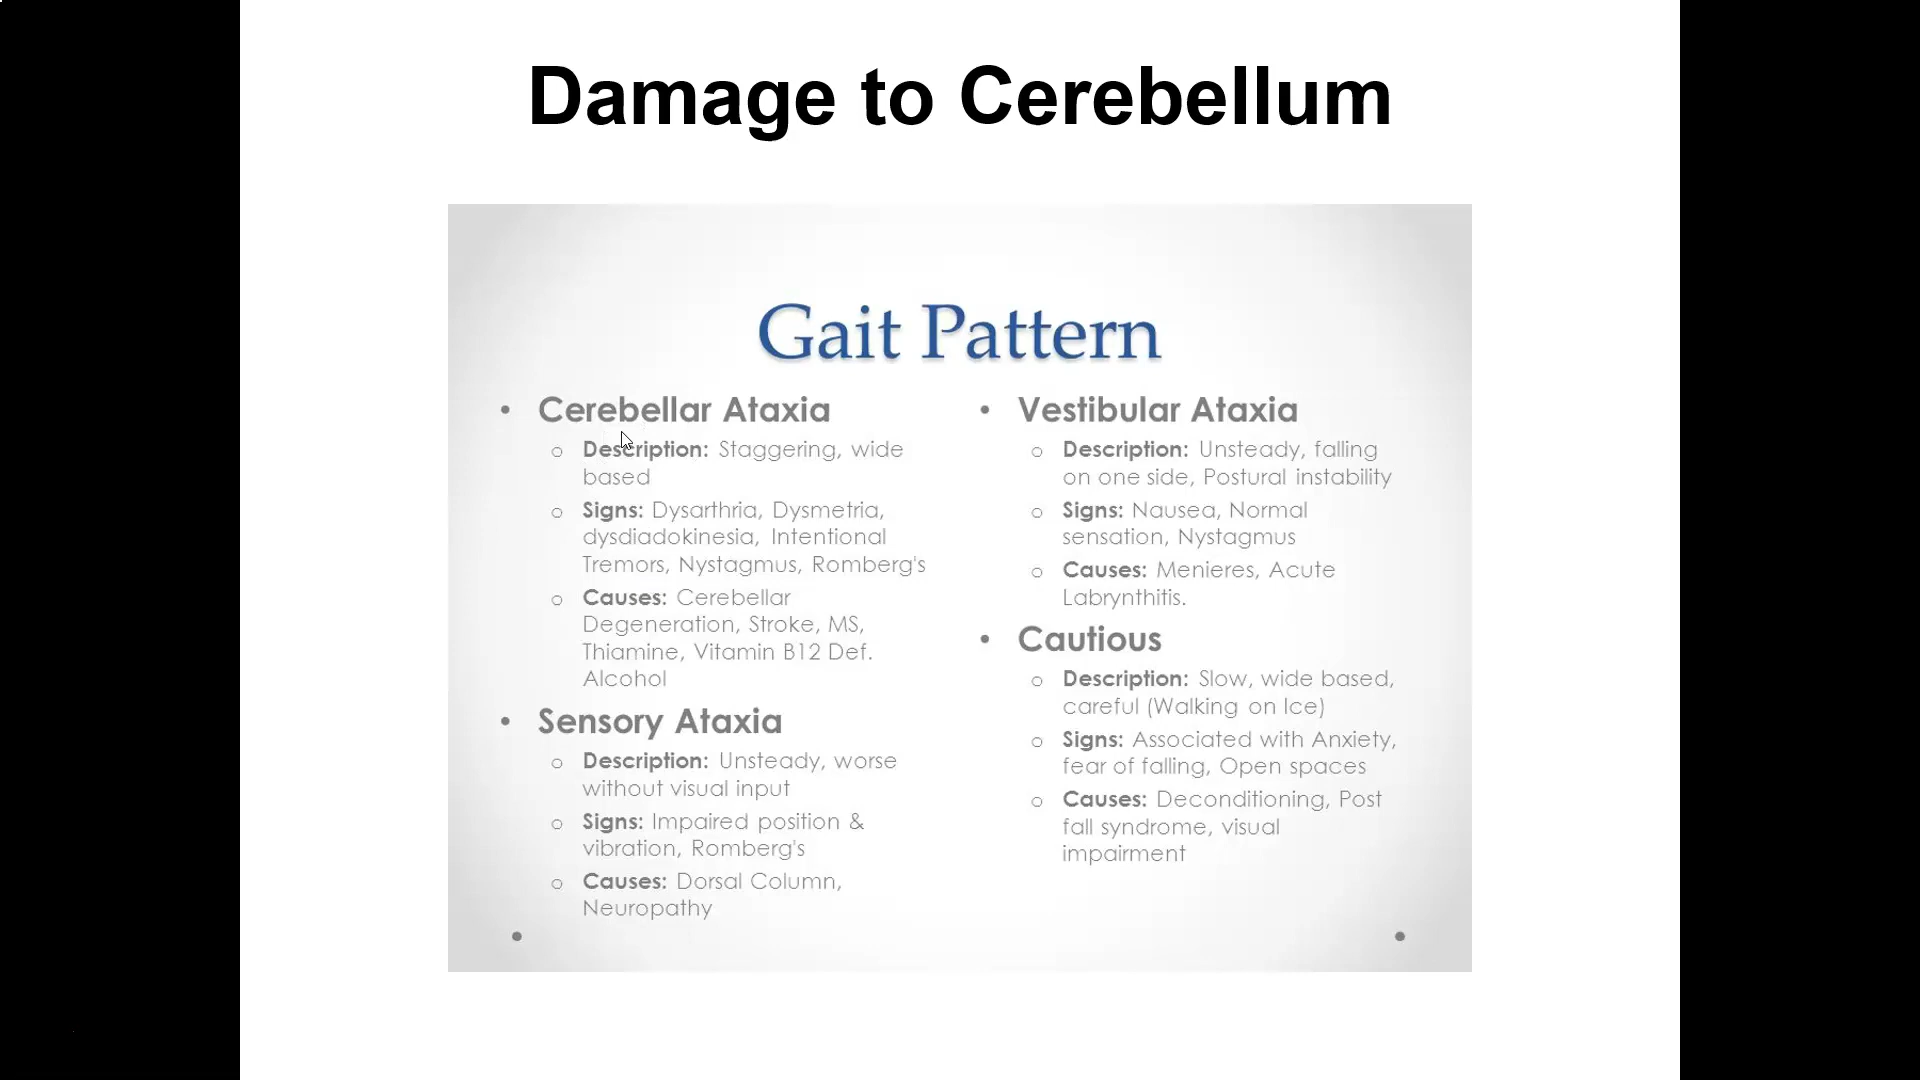 Damage to Cerebellum
Gait Pattern
• Cerebellar Ataxia
o Description: Staggering, wide
based
o Signs: Dysarthria, Dysmetria,
dysdiadokinesia, Intentional
Tremors, Nystagmus, Romberg's
o Causes: Cerebellar
Degeneration, Stroke, MS,
Thiamine, Vitamin B12 Def.
Alcohol
• Sensory Ataxia
o Description: Unsteady, worse
without visual input
o Signs: Impaired position &
vibration, Romberg's
o Causes: Dorsal Column,
Neuropathy
• Vestibular Ataxia
o Description: Unsteady, falling
on one side, Postural instability
o Signs: Nausea, Normal
sensation, Nystagmus
o Causes: Menieres, Acute
Labrynthitis.
• Cautious
o Description: Slow, wide based,
careful (Walking on Ice)
o Signs: Associated with Anxiety,
fear of falling, Open spaces
o Causes: Deconditioning, Post
fall syndrome, visual
impairment